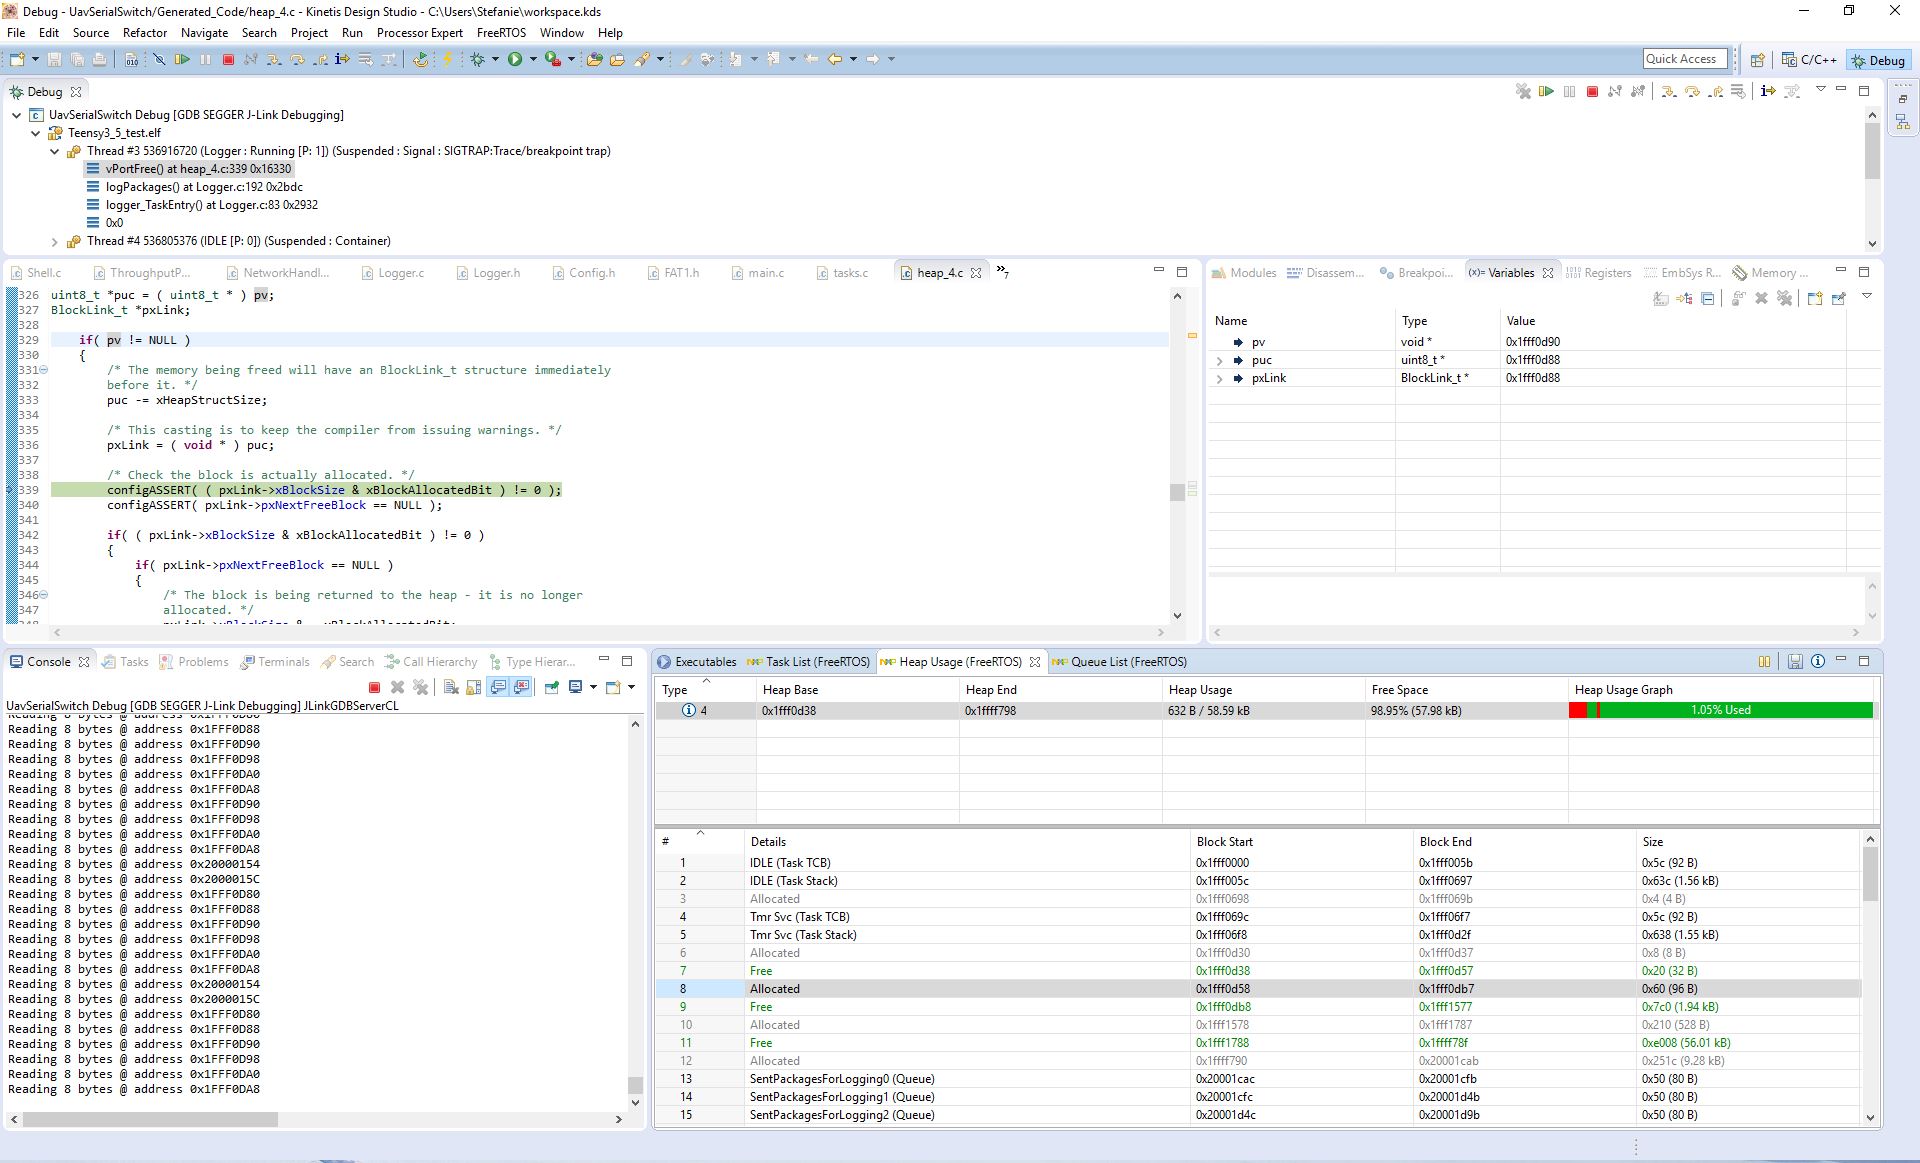 Debug - UavSerialSwitch/Generated_Code/heap_4.c - Kinetis Design Studio - C:\Users\Stefanie\workspace.kds
File Edit Source Refactor Navigate Search Project Run Processor Expert FreeRTOS Window Help
Quick Access C/C++ Debug
Debug
UavSerialSwitch Debug [GDB SEGGER J-Link Debugging]
Teensy3_5_test.elf
Thread #3 536916720 (Logger : Running [P: 1]) (Suspended : Signal : SIGTRAP:Trace/breakpoint trap)
vPortFree() at heap_4.c:339 0x16330
logPackages() at Logger.c:192 0x2bdc
logger_TaskEntry() at Logger.c:83 0x2932
0x0
Thread #4 536805376 (IDLE [P: 0]) (Suspended : Container)
Shell.c ThroughputP... NetworkHandl... Logger.c Logger.h Config.h FAT1.h main.c tasks.c heap_4.c »7
326 uint8_t *puc = ( uint8_t * ) pv;
327 BlockLink_t *pxLink;
328
329 if( pv != NULL )
330 {
331 /* The memory being freed will have an BlockLink_t structure immediately
332 before it. */
333 puc -= xHeapStructSize;
334
335 /* This casting is to keep the compiler from issuing warnings. */
336 pxLink = ( void * ) puc;
337
338 /* Check the block is actually allocated. */
339 configASSERT( ( pxLink->xBlockSize & xBlockAllocatedBit ) != 0 );
340 configASSERT( pxLink->pxNextFreeBlock == NULL );
341
342 if( ( pxLink->xBlockSize & xBlockAllocatedBit ) != 0 )
343 {
344 if( pxLink->pxNextFreeBlock == NULL )
345 {
346 /* The block is being returned to the heap - it is no longer
347 allocated. */
Modules Disassem... Breakpoi... (x)= Variables Registers EmbSys R... Memory ...
Name Type Value
pv void * 0x1fff0d90
puc uint8_t * 0x1fff0d88
pxLink BlockLink_t * 0x1fff0d88
Console Tasks Problems Terminals Search Call Hierarchy Type Hierar...
UavSerialSwitch Debug [GDB SEGGER J-Link Debugging] JLinkGDBServerCL
Reading 8 bytes @ address 0x1FFF0D80
Reading 8 bytes @ address 0x1FFF0D88
Reading 8 bytes @ address 0x1FFF0D90
Reading 8 bytes @ address 0x1FFF0D98
Reading 8 bytes @ address 0x1FFF0DA0
Reading 8 bytes @ address 0x1FFF0DA8
Reading 8 bytes @ address 0x1FFF0D90
Reading 8 bytes @ address 0x1FFF0D98
Reading 8 bytes @ address 0x1FFF0DA0
Reading 8 bytes @ address 0x1FFF0DA8
Reading 8 bytes @ address 0x20000154
Reading 8 bytes @ address 0x2000015C
Reading 8 bytes @ address 0x1FFF0D80
Reading 8 bytes @ address 0x1FFF0D88
Reading 8 bytes @ address 0x1FFF0D90
Reading 8 bytes @ address 0x1FFF0D98
Reading 8 bytes @ address 0x1FFF0DA0
Reading 8 bytes @ address 0x1FFF0DA8
Reading 8 bytes @ address 0x20000154
Reading 8 bytes @ address 0x2000015C
Reading 8 bytes @ address 0x1FFF0D80
Reading 8 bytes @ address 0x1FFF0D88
Reading 8 bytes @ address 0x1FFF0D90
Reading 8 bytes @ address 0x1FFF0D98
Reading 8 bytes @ address 0x1FFF0DA0
Reading 8 bytes @ address 0x1FFF0DA8
Executables Task List (FreeRTOS) Heap Usage (FreeRTOS) Queue List (FreeRTOS)
Type Heap Base Heap End Heap Usage Free Space Heap Usage Graph
4 0x1fff0d38 0x1ffff798 632 B / 58.59 kB 98.95% (57.98 kB) 1.05% Used
# Details Block Start Block End Size
1 IDLE (Task TCB) 0x1fff0000 0x1fff005b 0x5c (92 B)
2 IDLE (Task Stack) 0x1fff005c 0x1fff0697 0x63c (1.56 kB)
3 Allocated 0x1fff0698 0x1fff069b 0x4 (4 B)
4 Tmr Svc (Task TCB) 0x1fff069c 0x1fff06f7 0x5c (92 B)
5 Tmr Svc (Task Stack) 0x1fff06f8 0x1fff0d2f 0x638 (1.55 kB)
6 Allocated 0x1fff0d30 0x1fff0d37 0x8 (8 B)
7 Free 0x1fff0d38 0x1fff0d57 0x20 (32 B)
8 Allocated 0x1fff0d58 0x1fff0db7 0x60 (96 B)
9 Free 0x1fff0db8 0x1fff1577 0x7c0 (1.94 kB)
10 Allocated 0x1fff1578 0x1fff1787 0x210 (528 B)
11 Free 0x1fff1788 0x1ffff78f 0xe008 (56.01 kB)
12 Allocated 0x1ffff790 0x20001cab 0x251c (9.28 kB)
13 SentPackagesForLogging0 (Queue) 0x20001cac 0x20001cfb 0x50 (80 B)
14 SentPackagesForLogging1 (Queue) 0x20001cfc 0x20001d4b 0x50 (80 B)
15 SentPackagesForLogging2 (Queue) 0x20001d4c 0x20001d9b 0x50 (80 B)